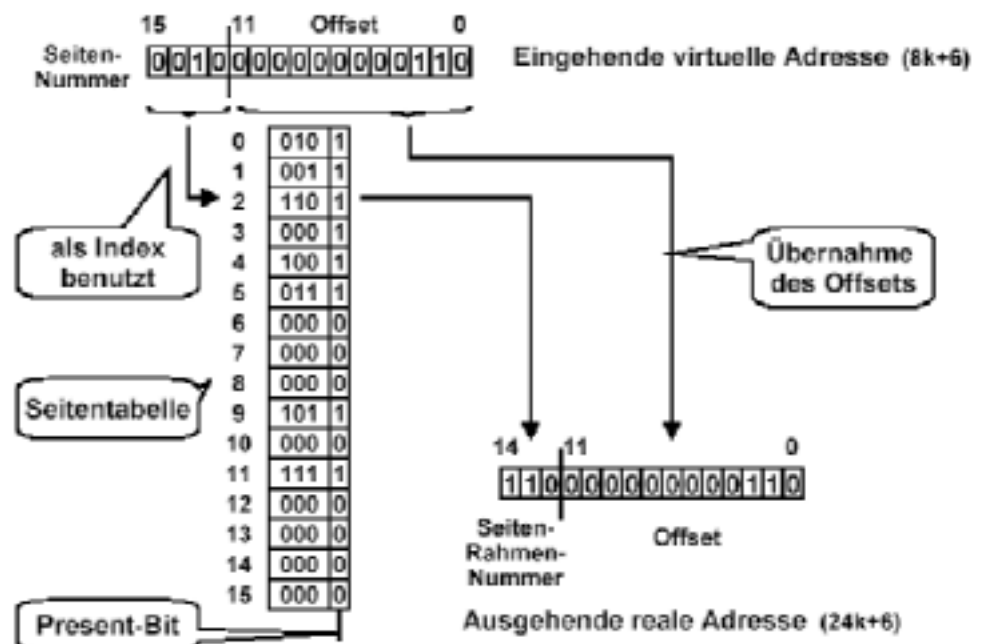 15 11 Offset 0
Seiten-
Nummer
0010000000000110
Eingehende virtuelle Adresse (8k+6)
0 010 1
1 001 1
2 110 1
3 000 1
4 100 1
5 011 1
6 000 0
7 000 0
8 000 0
9 101 1
10 000 0
11 111 1
12 000 0
13 000 0
14 000 0
15 000 0
als Index
benutzt
Übernahme
des Offsets
Seitentabelle
14 11 0
110000000000110
Seiten-
Rahmen-
Nummer
Offset
Present-Bit
Ausgehende reale Adresse (24k+6)